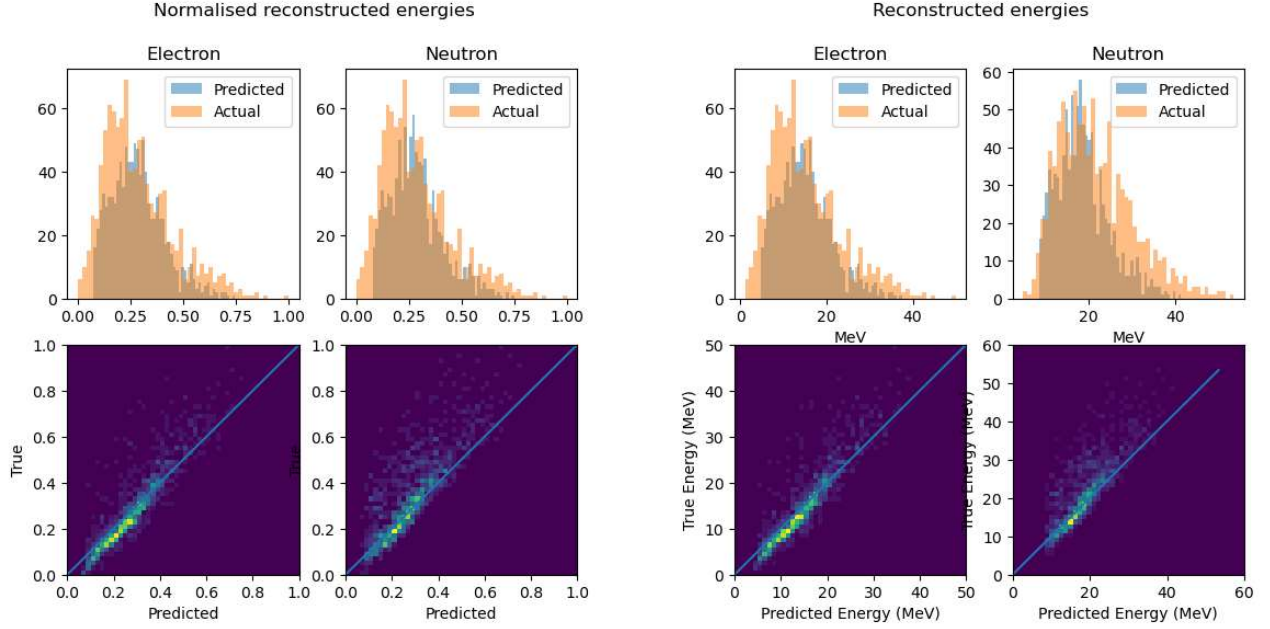 Normalised reconstructed energies
Reconstructed energies
Electron
Neutron
Electron
Neutron
Predicted
Actual
Predicted
Actual
Predicted
Actual
Predicted
Actual
60
40
20
0
0.00 0.25 0.50 0.75 1.00
60
40
20
0
0.00 0.25 0.50 0.75 1.00
60
40
20
0
0 20 40
MeV
60
50
40
30
20
10
0
20 40
MeV
True
1.0
0.8
0.6
0.4
0.2
0.0
0.0 0.2 0.4 0.6 0.8 1.0
Predicted
True
1.0
0.8
0.6
0.4
0.2
0.0
0.0 0.2 0.4 0.6 0.8 1.0
Predicted
True Energy (MeV)
50
40
30
20
10
0
0 10 20 30 40 50
Predicted Energy (MeV)
True Energy (MeV)
60
50
40
30
20
10
0
0 20 40 60
Predicted Energy (MeV)